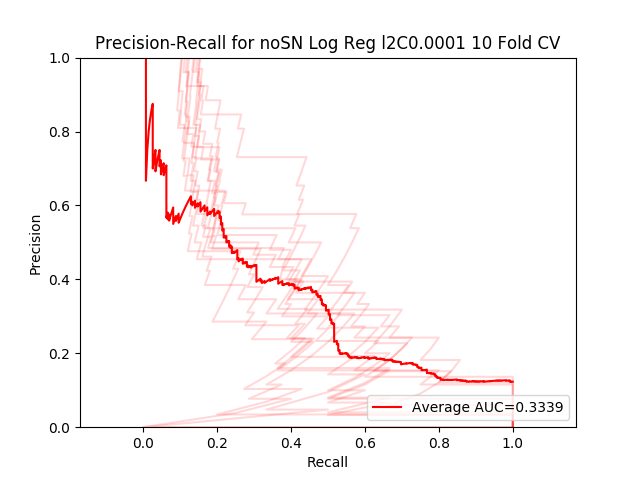 Precision-Recall for noSN Log Reg l2C0.0001 10 Fold CV
1.0
0.8
0.6
0.4
0.2
0.0
Precision
0.0 0.2 0.4 0.6 0.8 1.0
Recall
Average AUC=0.3339